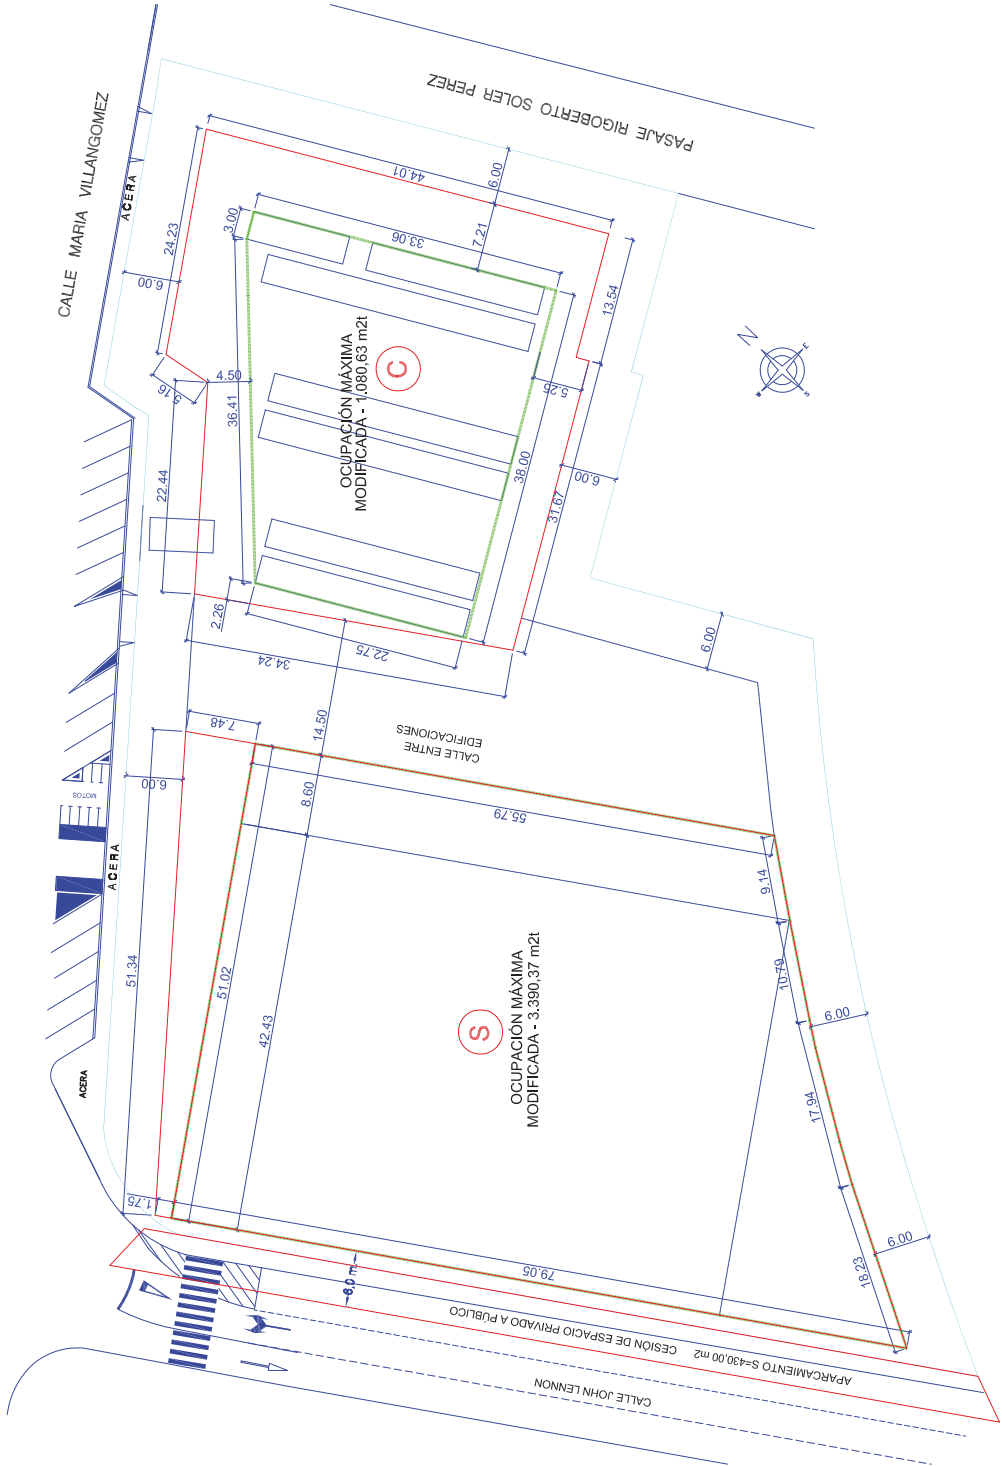 PASAJE RIGOBERTO SOLER PEREZ
CALLE MARIA VILLANGOMEZ
ACERA
24.23
44.01
6.00
3.00
33.06
7.21
6.00
13.54
N
E
S
4.50
5.16
36.41
OCUPACIÓN MÁXIMA
MODIFICADA - 1.080,63 m2t
C
5.25
22.44
38.00
31.67
6.00
2.26
22.75
34.24
6.00
7.48
14.50
CALLE ENTRE
EDIFICACIONES
6.00
MOTOS
8.60
55.79
ACERA
9.14
51.34
51.02
42.43
S
OCUPACIÓN MÁXIMA
MODIFICADA - 3.390,37 m2t
10.79
6.00
ACERA
17.94
1.75
79.05
6,0 m
18.23
6.00
APARCAMIENTO S=430,00 m2 CESIÓN DE ESPACIO PRIVADO A PÚBLICO
CALLE JOHN LENNON